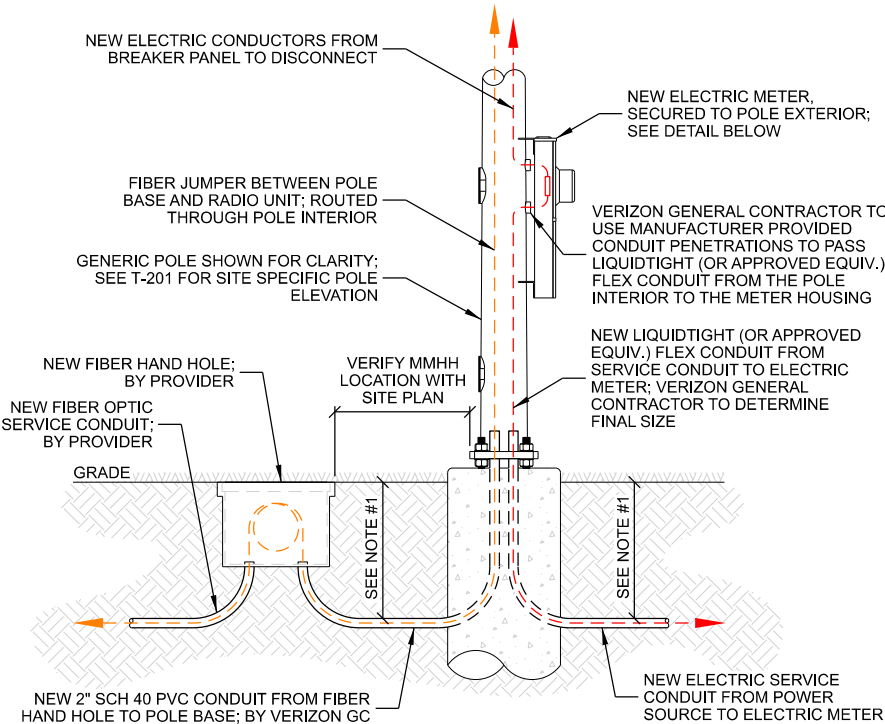 NEW ELECTRIC CONDUCTORS FROM
BREAKER PANEL TO DISCONNECT
NEW ELECTRIC METER,
SECURED TO POLE EXTERIOR;
SEE DETAIL BELOW
FIBER JUMPER BETWEEN POLE
BASE AND RADIO UNIT; ROUTED
THROUGH POLE INTERIOR
VERIZON GENERAL CONTRACTOR TO
USE MANUFACTURER PROVIDED
CONDUIT PENETRATIONS TO PASS
LIQUIDTIGHT (OR APPROVED EQUIV.)
FLEX CONDUIT FROM THE POLE
INTERIOR TO THE METER HOUSING
GENERIC POLE SHOWN FOR CLARITY;
SEE T-201 FOR SITE SPECIFIC POLE
ELEVATION
NEW LIQUIDTIGHT (OR APPROVED
EQUIV.) FLEX CONDUIT FROM
SERVICE CONDUIT TO ELECTRIC
METER; VERIZON GENERAL
CONTRACTOR TO DETERMINE
FINAL SIZE
NEW FIBER HAND HOLE;
BY PROVIDER
VERIFY MMHH
LOCATION WITH
SITE PLAN
NEW FIBER OPTIC
SERVICE CONDUIT;
BY PROVIDER
GRADE
SEE NOTE #1
SEE NOTE #1
NEW 2" SCH 40 PVC CONDUIT FROM FIBER
HAND HOLE TO POLE BASE; BY VERIZON GC
NEW ELECTRIC SERVICE
CONDUIT FROM POWER
SOURCE TO ELECTRIC METER